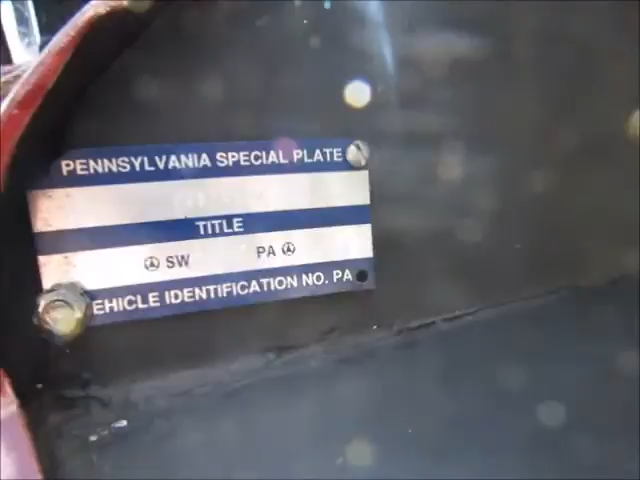 PENNSYLVANIA SPECIAL PLATE
TITLE
SW PA
EHICLE IDENTIFICATION NO. PA